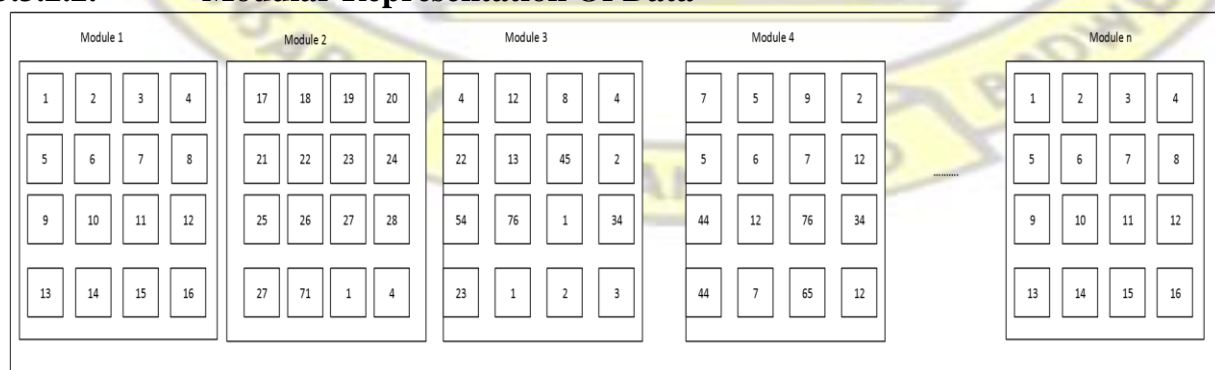 Modular Representation Of Data
Module 1 Module 2 Module 3 Module 4 Module n
1 2 3 4 17 18 19 20 4 12 8 4 7 5 9 2 1 2 3 4
5 6 7 8 21 22 23 24 22 13 45 2 5 6 7 12 .......... 5 6 7 8
9 10 11 12 25 26 27 28 54 76 1 34 44 12 76 34 9 10 11 12
13 14 15 16 27 71 1 4 23 1 2 3 44 7 65 12 13 14 15 16